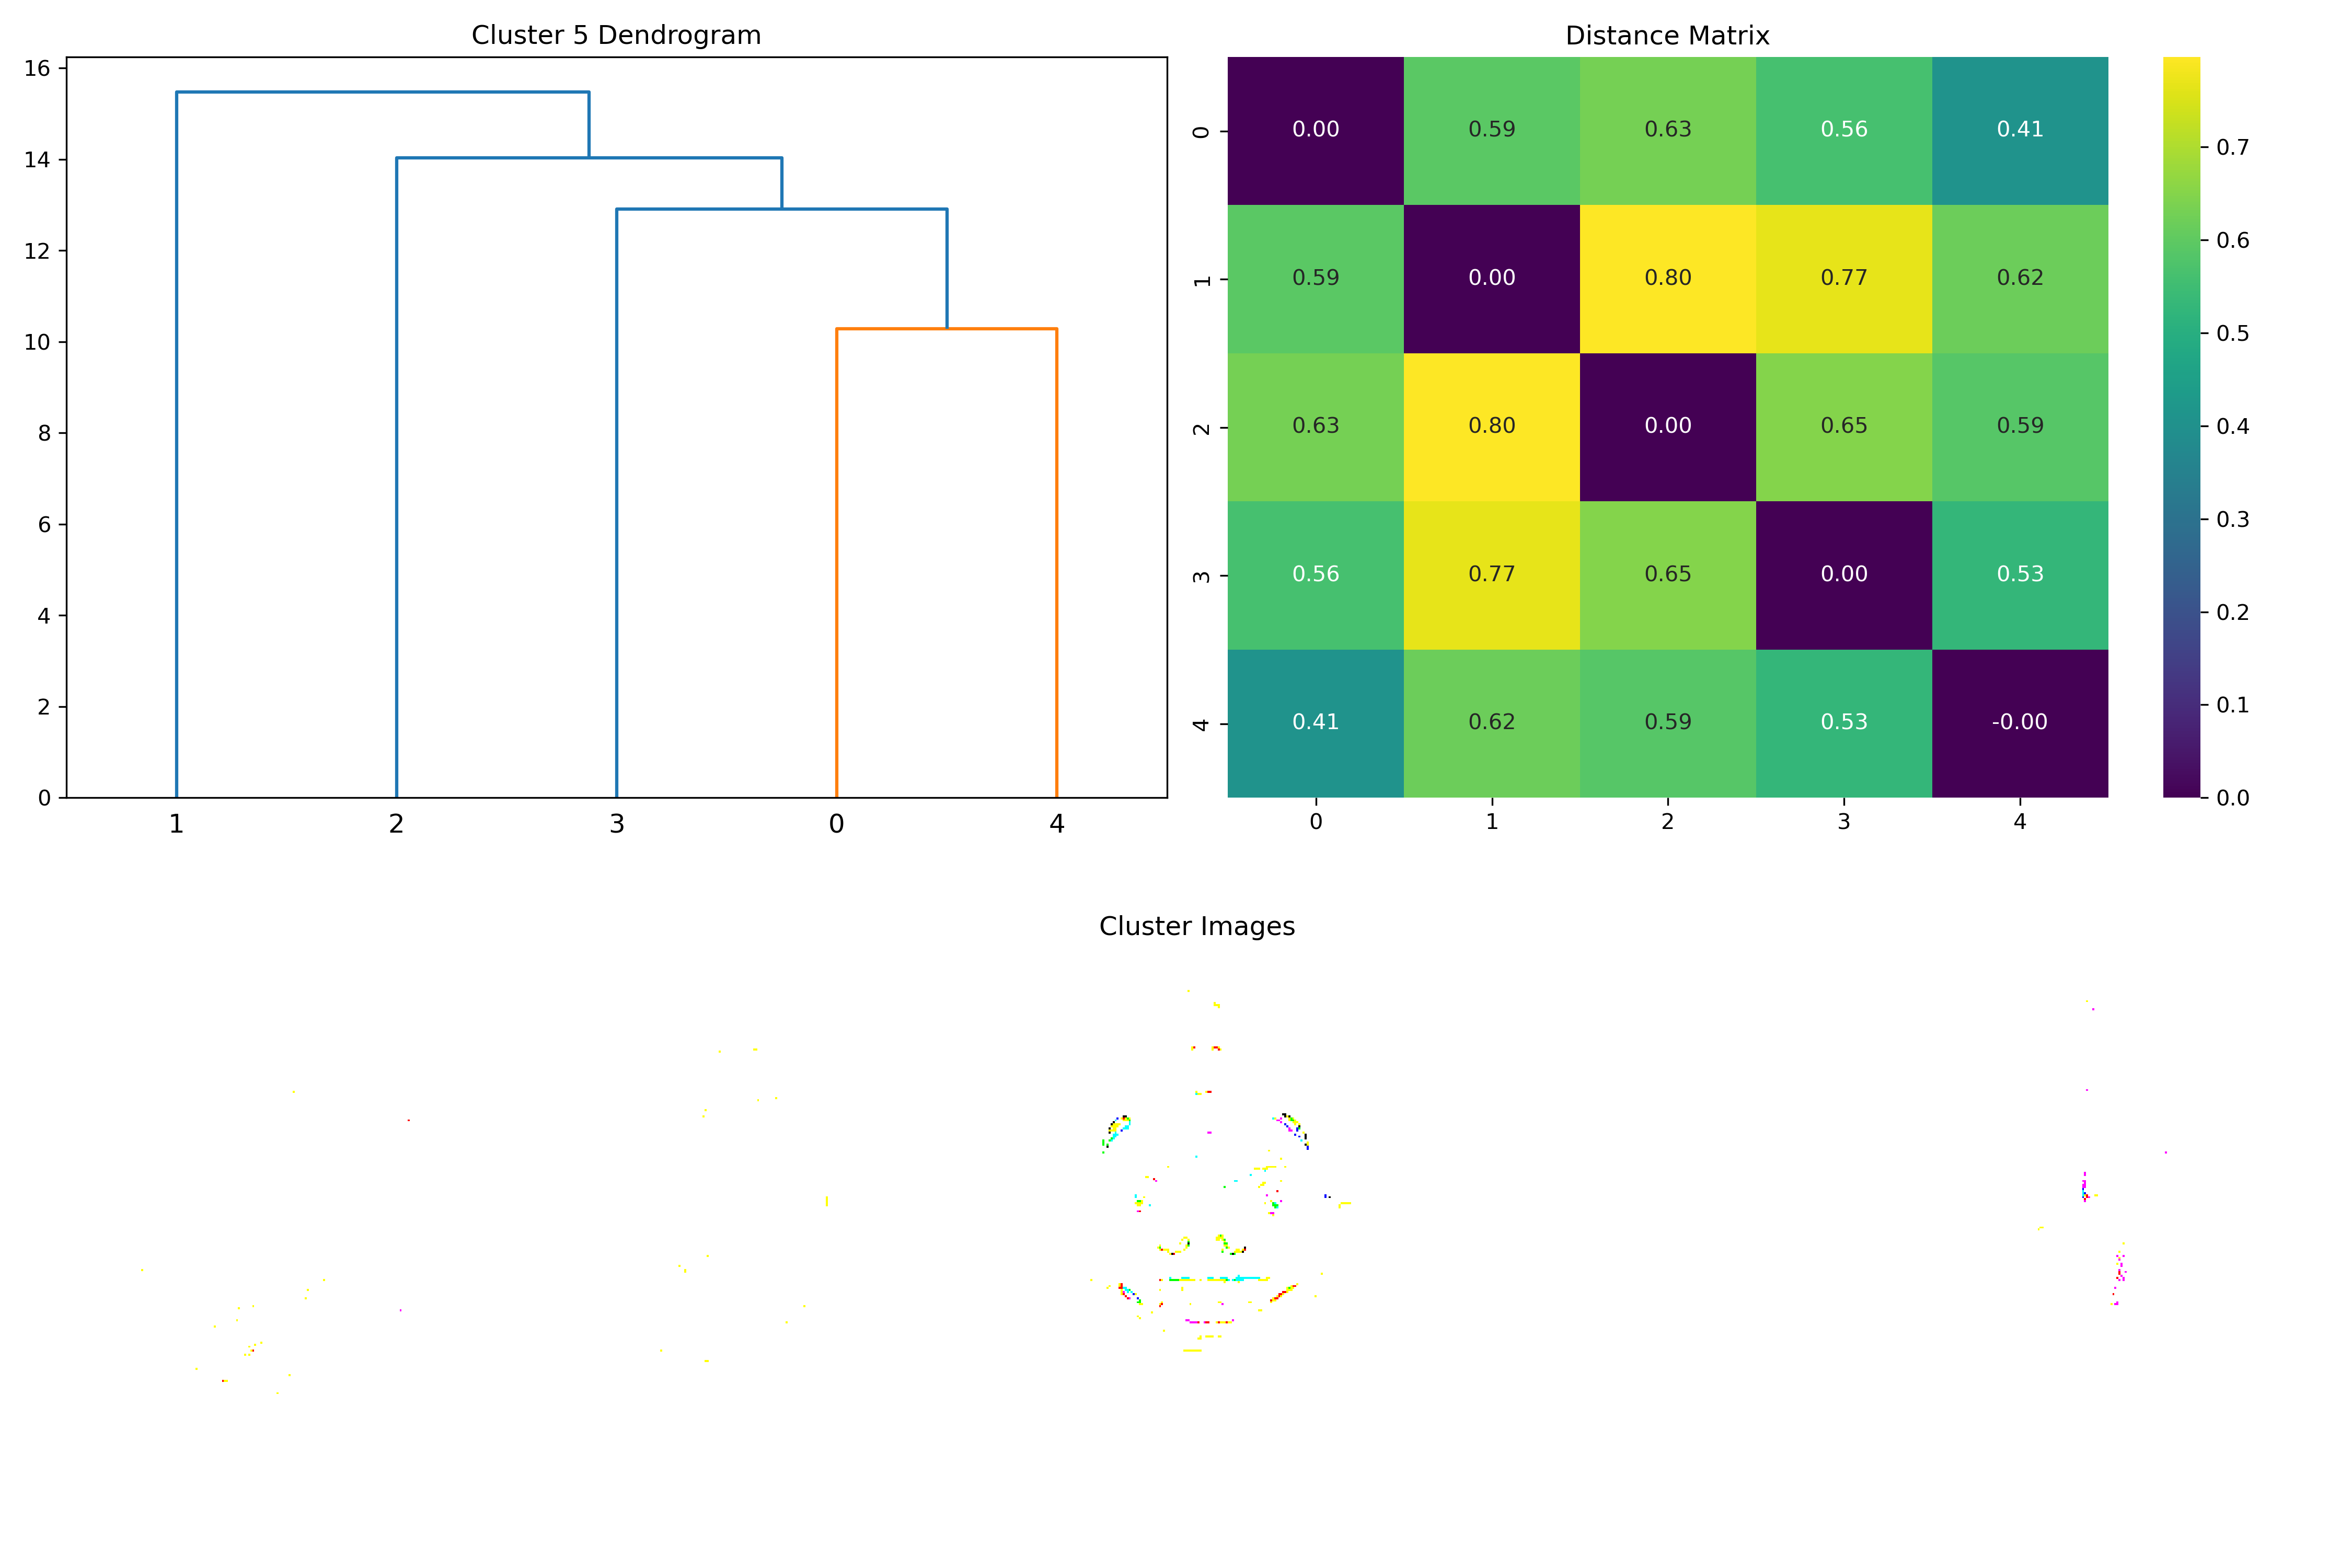 Cluster 5 Dendrogram
16
14
12
10
8
6
4
2
0
1 2 3 0 4
Distance Matrix
0 0.00 0.59 0.63 0.56 0.41
1 0.59 0.00 0.80 0.77 0.62
2 0.63 0.80 0.00 0.65 0.59
3 0.56 0.77 0.65 0.00 0.53
4 0.41 0.62 0.59 0.53 -0.00
0 1 2 3 4
0.7
0.6
0.5
0.4
0.3
0.2
0.1
0.0
Cluster Images